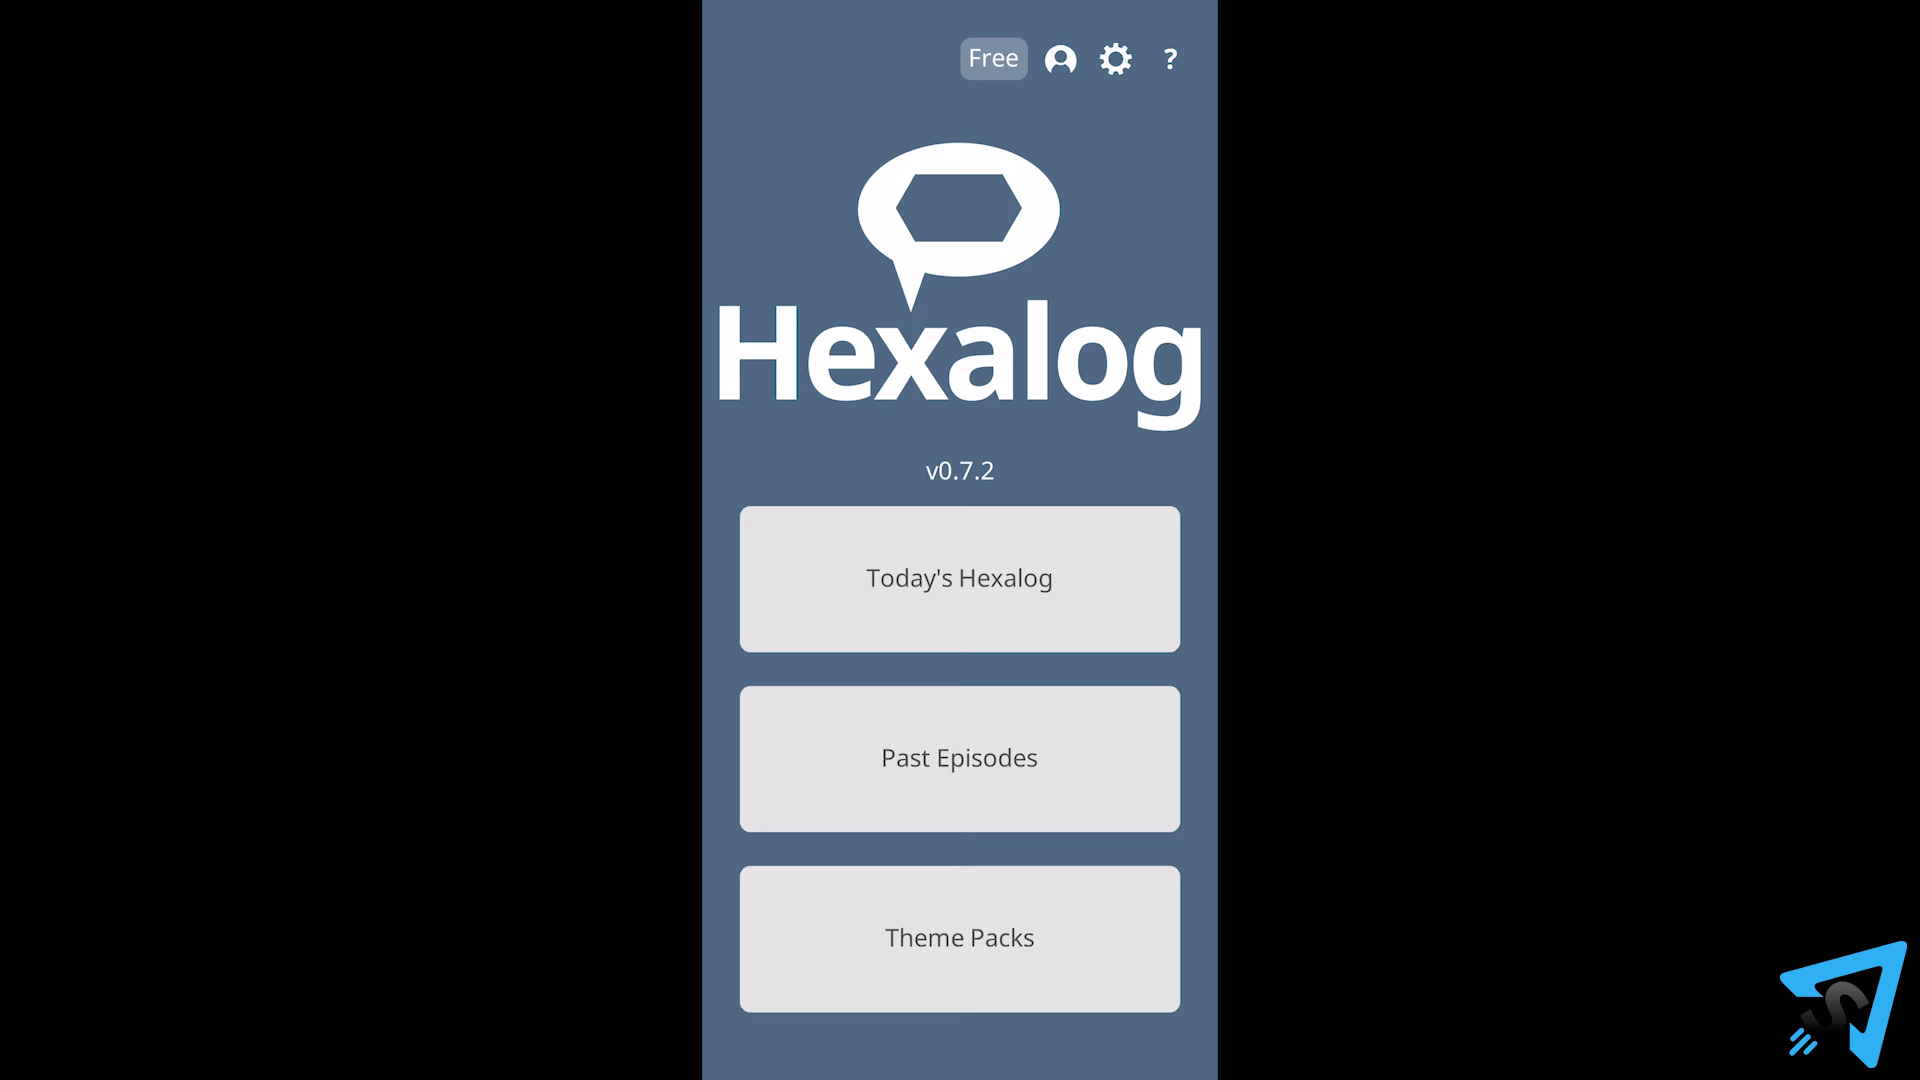 Free ?
Hexalog
v0.7.2
Today's Hexalog
Past Episodes
Theme Packs
S